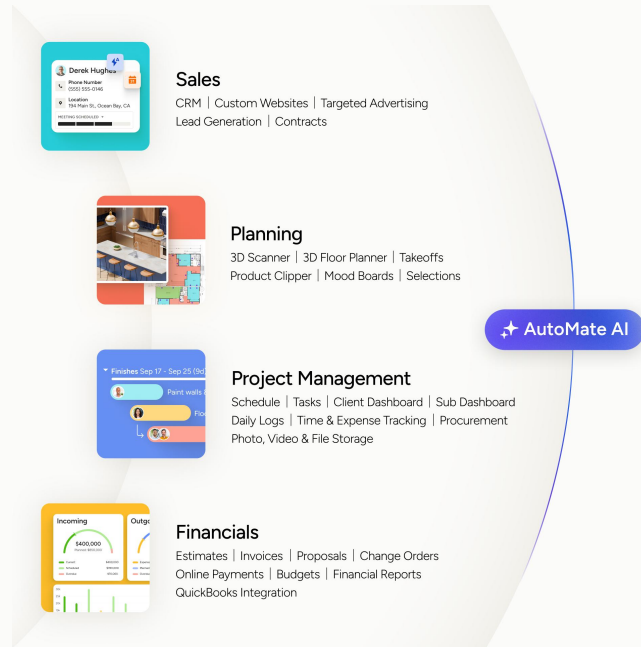 Derek Hughes
Phone Number
(555) 555-0146
Location
194 Main St., Ocean Bay, CA
MEETING SCHEDULED
Sales
CRM | Custom Websites | Targeted Advertising
Lead Generation | Contracts
Planning
3D Scanner | 3D Floor Planner | Takeoffs
Product Clipper | Mood Boards | Selections
AutoMate AI
Finishes Sep 17 - Sep 25 (9d)
Paint walls &
Floo
Project Management
Schedule | Tasks | Client Dashboard | Sub Dashboard
Daily Logs | Time & Expense Tracking | Procurement
Photo, Video & File Storage
Incoming
Outgo
$400,000
Financials
Estimates | Invoices | Proposals | Change Orders
Online Payments | Budgets | Financial Reports
QuickBooks Integration